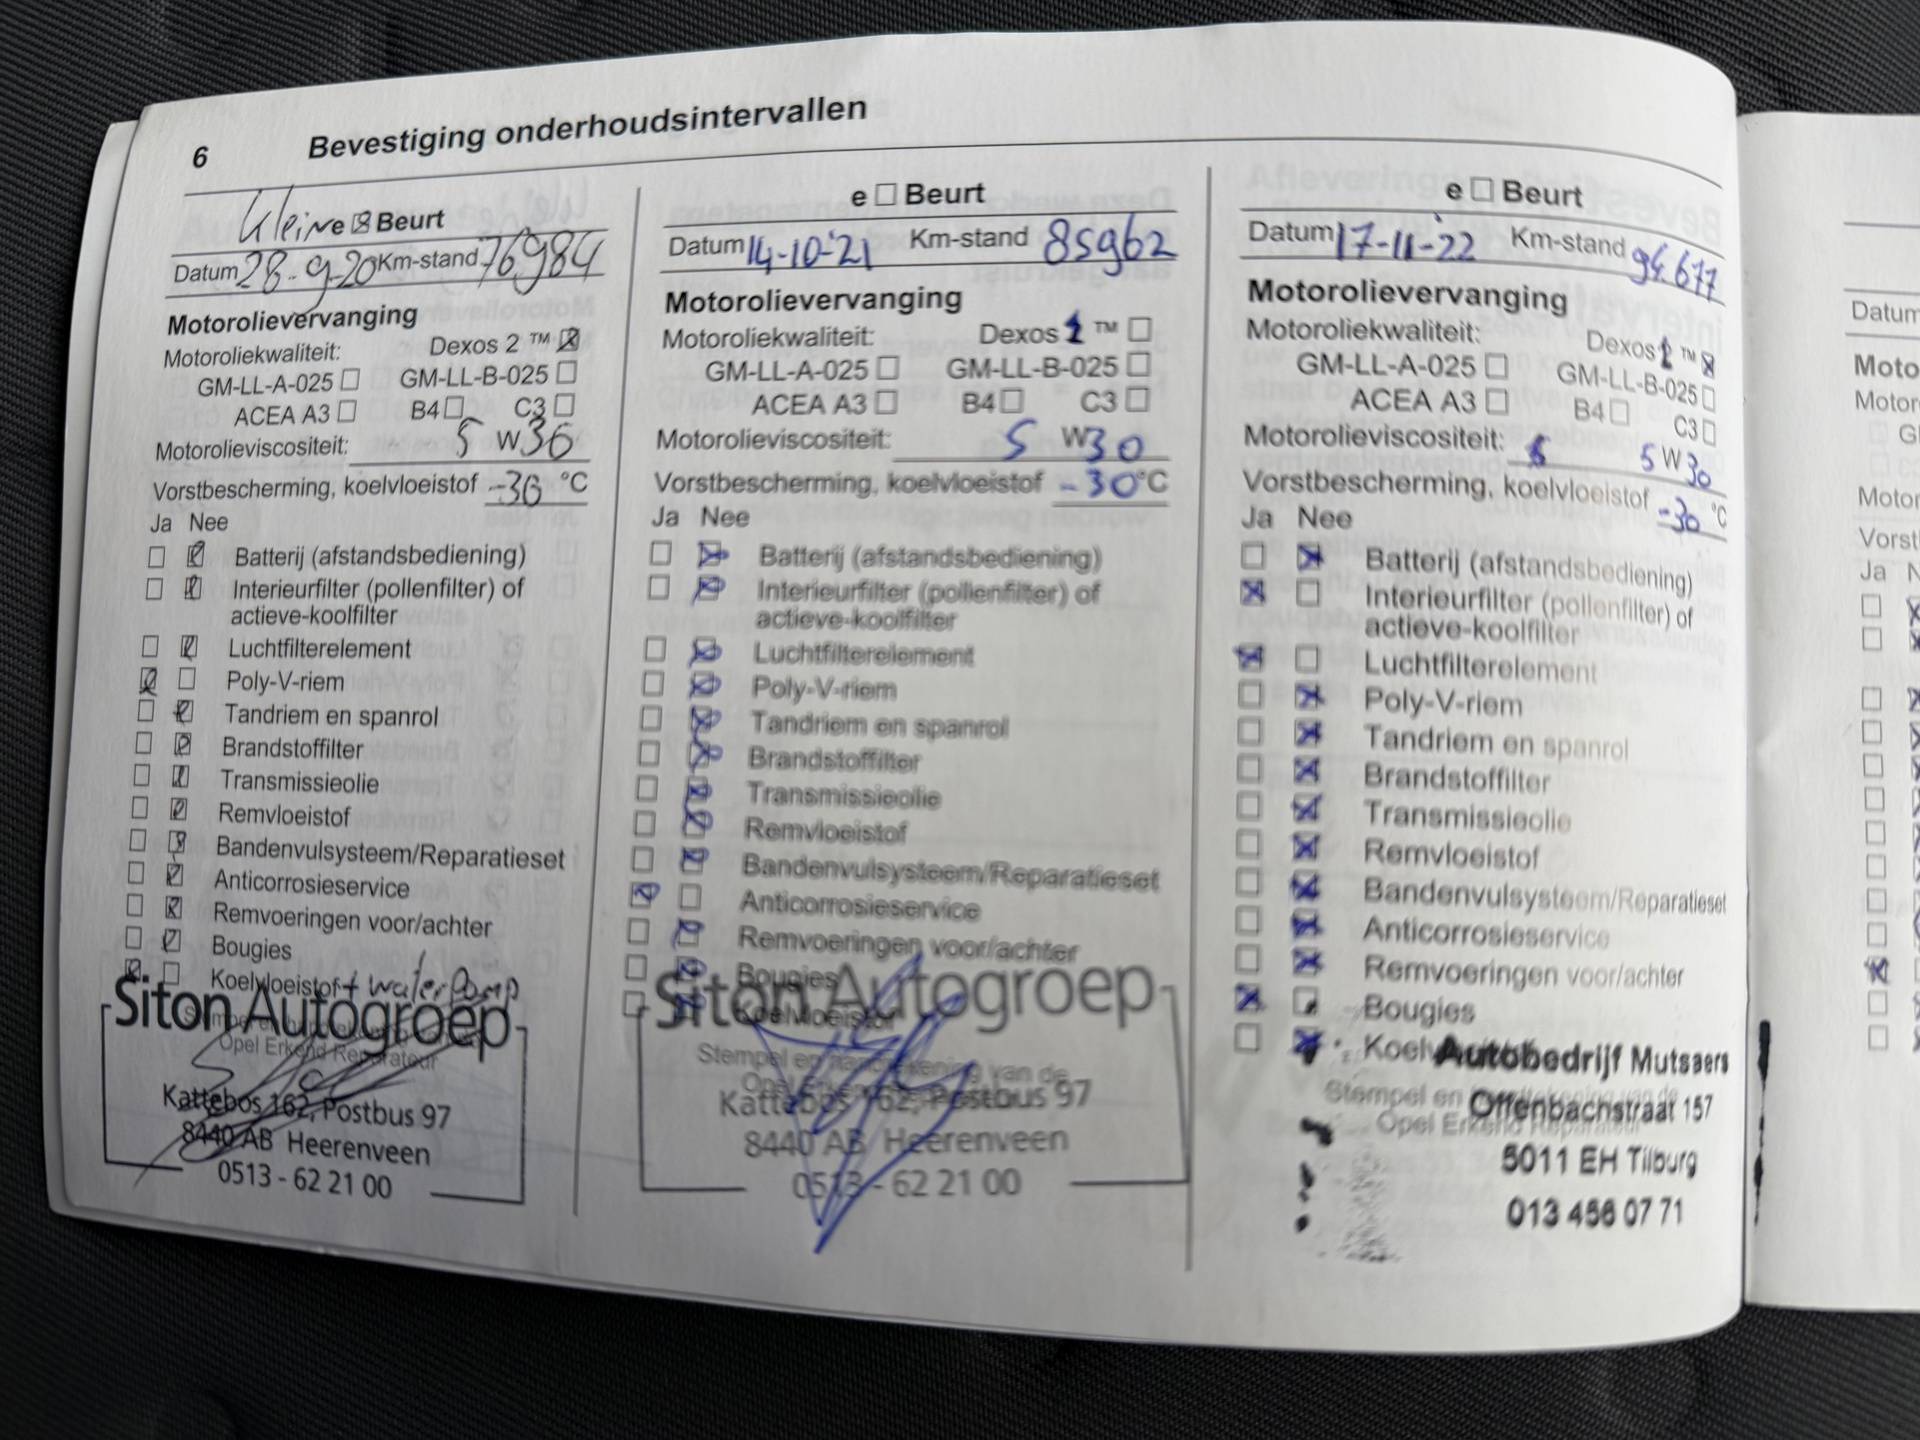 6 Bevestiging onderhoudsintervallen
Kleine Beurt
Datum 28-9-20 Km-stand 76984
Motorolievervanging
Motoroliekwaliteit: Dexos 2 ™
GM-LL-A-025 GM-LL-B-025
ACEA A3 B4 C3
Motorolieviscositeit: 5 W 30
Vorstbescherming, koelvloeistof -30 °C
Ja Nee
Batterij (afstandsbediening)
Interieurfilter (pollenfilter) of
actieve-koolfilter
Luchtfilterelement
Poly-V-riem
Tandriem en spanrol
Brandstoffilter
Transmissieolie
Remvloeistof
Bandenvulsysteem/Reparatieset
Anticorrosieservice
Remvoeringen voor/achter
Bougies
Koelvloeistof + waterpomp
Siton Autogroep
Opel Erkend Reparateur
Kattebos 162, Postbus 97
8440 AB Heerenveen
0513 - 62 21 00
e Beurt
Datum 14-10-'21 Km-stand 85962
Motorolievervanging
Motoroliekwaliteit: Dexos 1 ™
GM-LL-A-025 GM-LL-B-025
ACEA A3 B4 C3
Motorolieviscositeit: 5 W30
Vorstbescherming, koelvloeistof -30°C
Ja Nee
Batterij (afstandsbediening)
Interieurfilter (pollenfilter) of
actieve-koolfilter
Luchtfilterelement
Poly-V-riem
Tandriem en spanrol
Brandstoffilter
Transmissieolie
Remvloeistof
Bandenvulsysteem/Reparatieset
Anticorrosieservice
Remvoeringen voor/achter
Bougies
Koelvloeistof
Siton Autogroep
Stempel en handtekening van de
Opel Erkend
Kattebos 162, Postbus 97
8440 AB Heerenveen
0513 - 62 21 00
e Beurt
Datum 17-11-'22 Km-stand 94.677
Motorolievervanging
Motoroliekwaliteit: Dexos 1 ™
GM-LL-A-025 GM-LL-B-025
ACEA A3 B4 C3
Motorolieviscositeit: 5 W30
Vorstbescherming, koelvloeistof -30 °C
Ja Nee
Batterij (afstandsbediening)
Interieurfilter (pollenfilter) of
actieve-koolfilter
Luchtfilterelement
Poly-V-riem
Tandriem en spanrol
Brandstoffilter
Transmissieolie
Remvloeistof
Bandenvulsysteem/Reparatieset
Anticorrosieservice
Remvoeringen voor/achter
Bougies
Koelv
Autobedrijf Mutsaers
Stempel en handtekening van de
Opel Erkend Reparateur
Offenbachstraat 157
5011 EH Tilburg
013 456 07 71
Datum
Moto
Motor
Motor
Vorst
Ja N